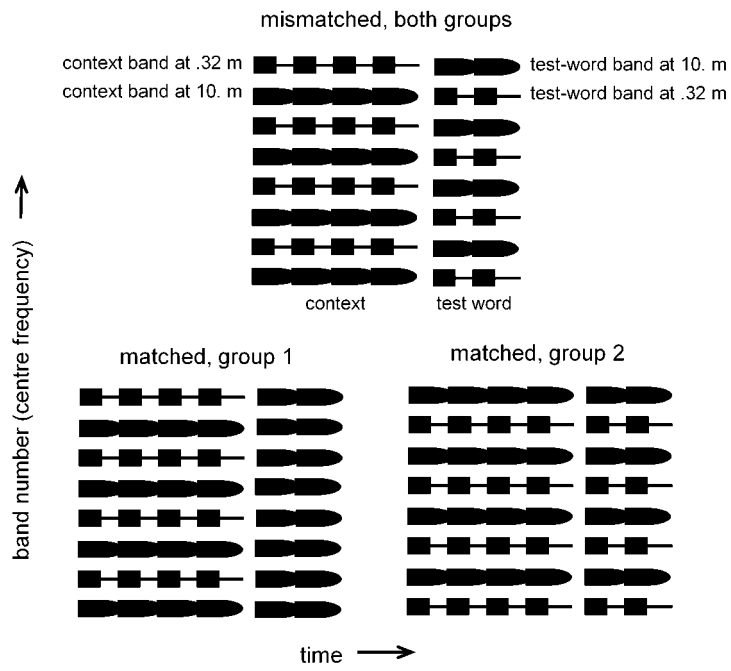 mismatched, both groups
context band at .32 m
test-word band at 10. m
context band at 10. m
test-word band at .32 m
context
test word
band number (centre frequency)
matched, group 1
matched, group 2
time